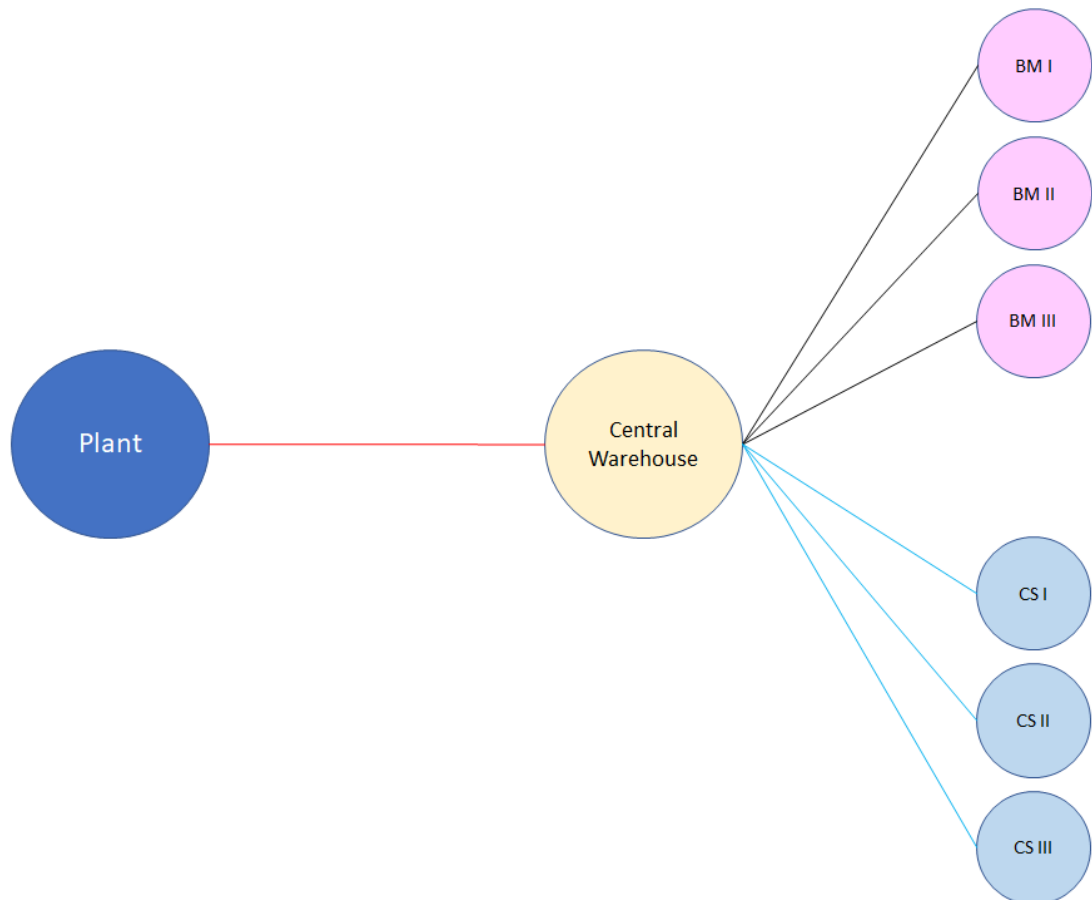 BM I
BM II
BM III
Plant
Central
Warehouse
CS I
CS II
CS III